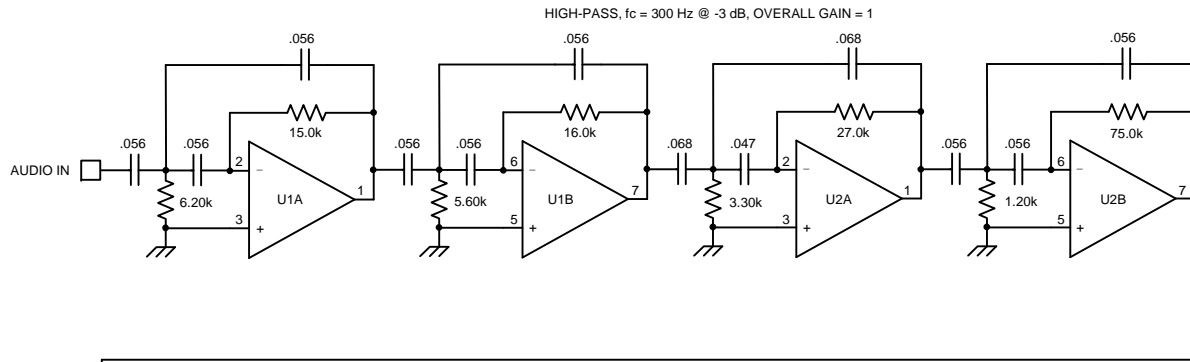 HIGH-PASS, fc = 300 Hz @ -3 dB, OVERALL GAIN = 1
.056 .056 .068 .056
15.0k 16.0k 27.0k 75.0k
.056 .056 .056 .056 .068 .047 .056 .056
AUDIO IN
2 6 2 6
− − − −
6.20k U1A 1 5.60k U1B 7 3.30k U2A 1 1.20k U2B 7
3 5 3 5
+ + + +